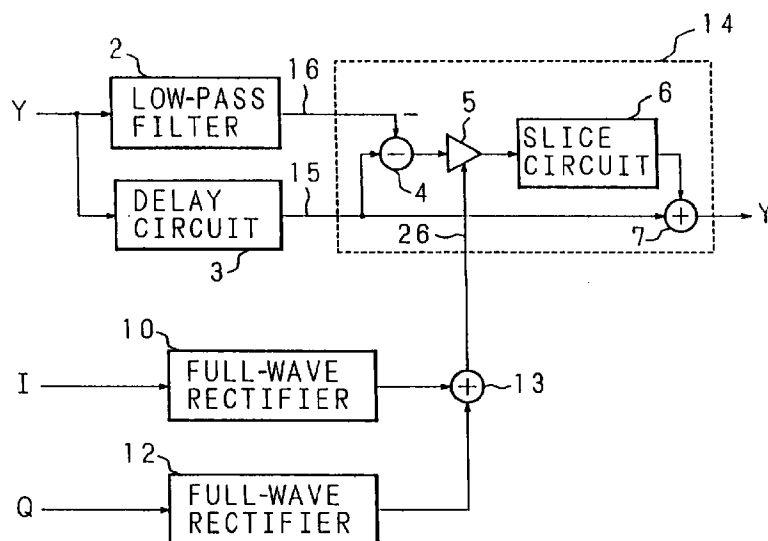 14
2
16
6
Y
LOW-PASS
FILTER
-
5
SLICE
CIRCUIT
-
4
15
DELAY
CIRCUIT
3
26
+
7
Y
10
I
FULL-WAVE
RECTIFIER
+
13
12
Q
FULL-WAVE
RECTIFIER